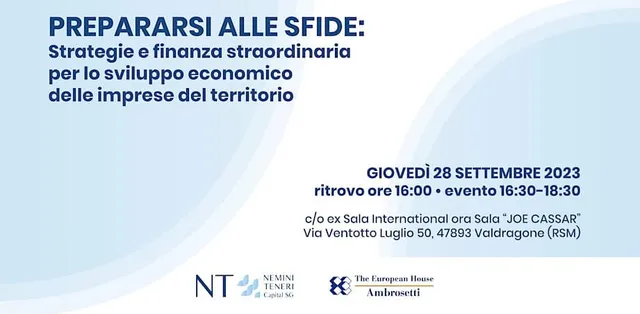 PREPARARSI ALLE SFIDE:
Strategie e finanza straordinaria
per lo sviluppo economico
delle imprese del territorio
GIOVEDÌ 28 SETTEMBRE 2023
ritrovo ore 16:00 • evento 16:30-18:30
c/o ex Sala International ora Sala “JOE CASSAR”
Via Ventotto Luglio 50, 47893 Valdragone (RSM)
NT NEMINI
TENERI
Capital SG
The European House
Ambrosetti